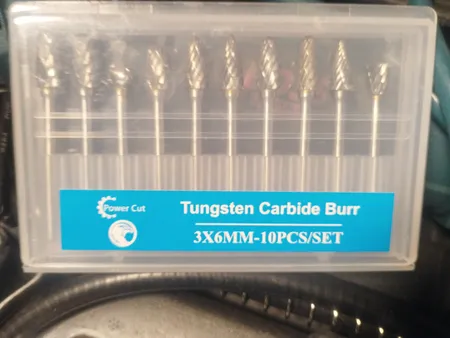 Power Cut
Tungsten Carbide Burr
3X6MM-10PCS/SET